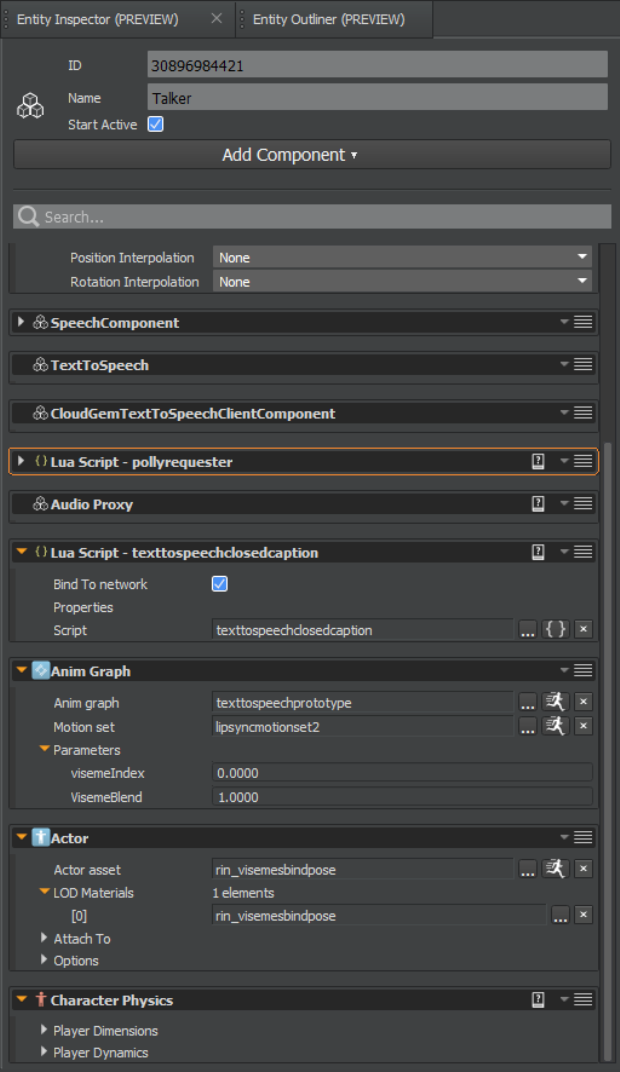 Entity Inspector (PREVIEW) Entity Outliner (PREVIEW)
ID 30896984421
Name Talker
Start Active
Add Component
Search...
Position Interpolation None
Rotation Interpolation None
SpeechComponent
TextToSpeech
CloudGemTextToSpeechClientComponent
{} Lua Script - pollyrequester
Audio Proxy
{} Lua Script - texttospeechclosedcaption
Bind To network
Properties
Script texttospeechclosedcaption ... { }
Anim Graph
Anim graph texttospeechprototype ...
Motion set lipsyncmotionset2 ...
Parameters
visemeIndex 0.0000
VisemeBlend 1.0000
Actor
Actor asset rin_visemesbindpose ...
LOD Materials 1 elements
[0] rin_visemesbindpose ...
Attach To
Options
Character Physics
Player Dimensions
Player Dynamics